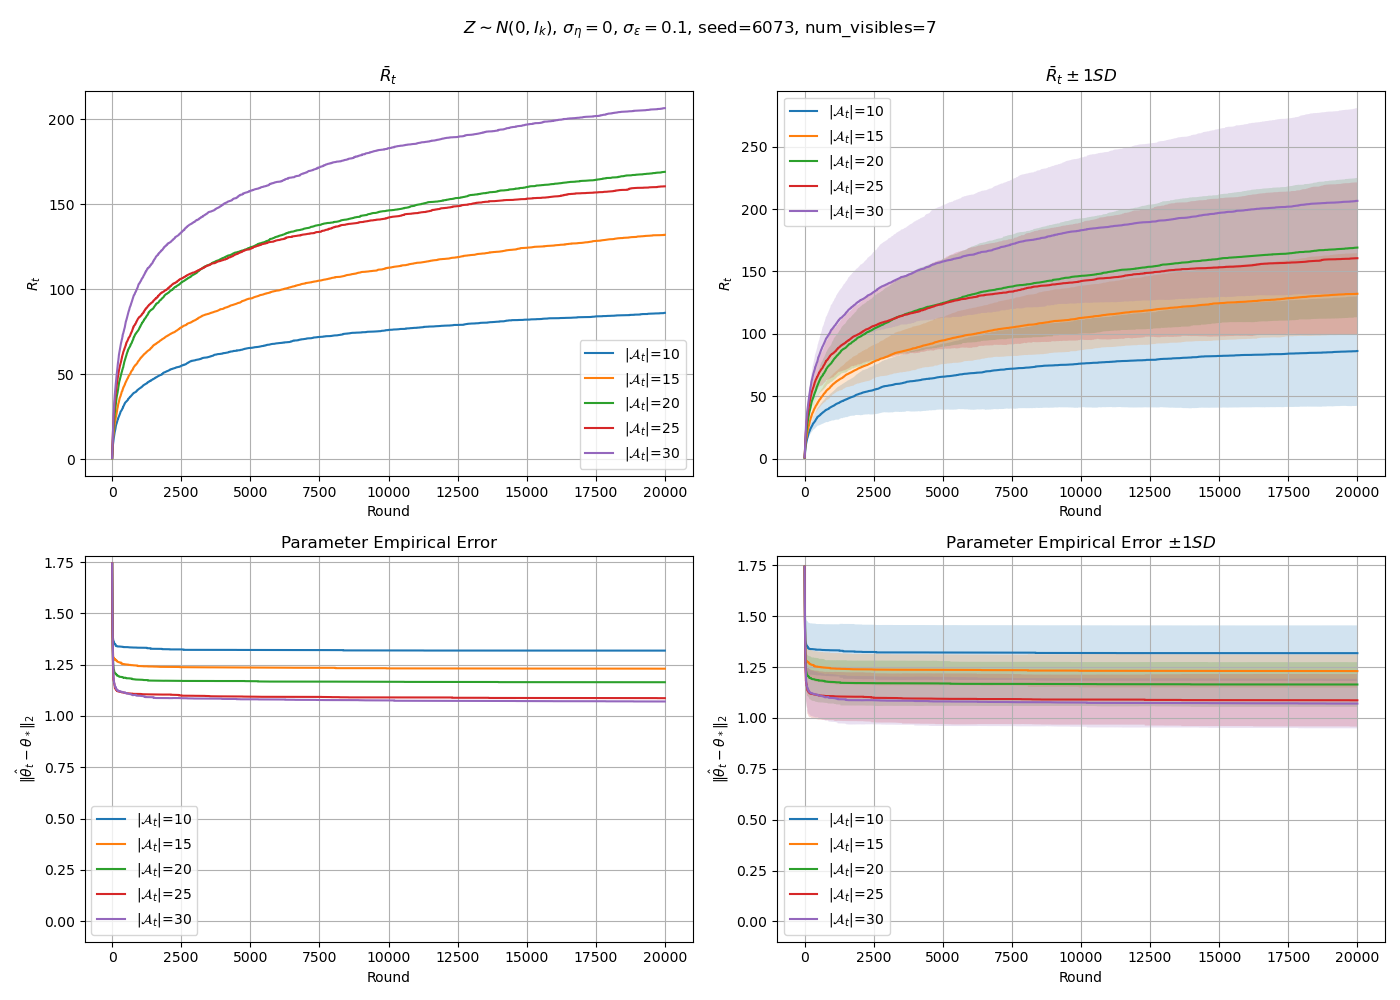 Z ∼ N(0, I_k), σ_η = 0, σ_ε = 0.1, seed=6073, num_visibles=7
R̄_t
200
150
100
50
0
R_t
0 2500 5000 7500 10000 12500 15000 17500 20000
Round
|𝒜_t|=10
|𝒜_t|=15
|𝒜_t|=20
|𝒜_t|=25
|𝒜_t|=30
R̄_t ± 1SD
250
200
150
100
50
0
R_t
0 2500 5000 7500 10000 12500 15000 17500 20000
Round
|𝒜_t|=10
|𝒜_t|=15
|𝒜_t|=20
|𝒜_t|=25
|𝒜_t|=30
Parameter Empirical Error
1.75
1.50
1.25
1.00
0.75
0.50
0.25
0.00
‖θ̂_t − θ_*‖_2
0 2500 5000 7500 10000 12500 15000 17500 20000
Round
|𝒜_t|=10
|𝒜_t|=15
|𝒜_t|=20
|𝒜_t|=25
|𝒜_t|=30
Parameter Empirical Error ±1SD
1.75
1.50
1.25
1.00
0.75
0.50
0.25
0.00
‖θ̂_t − θ_*‖_2
0 2500 5000 7500 10000 12500 15000 17500 20000
Round
|𝒜_t|=10
|𝒜_t|=15
|𝒜_t|=20
|𝒜_t|=25
|𝒜_t|=30